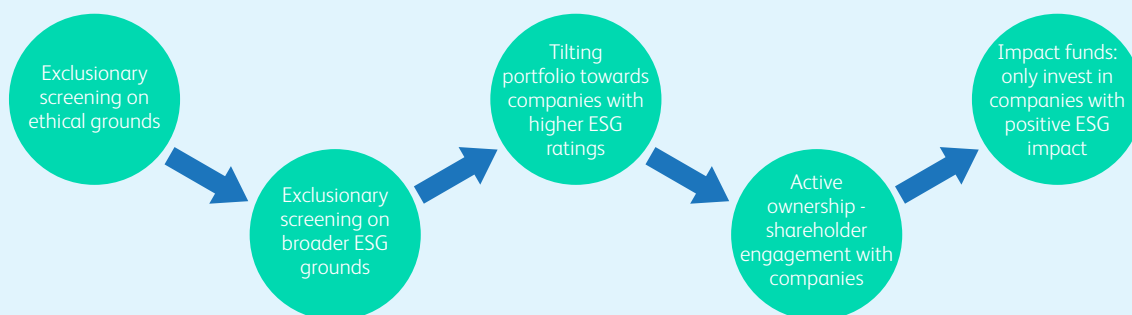 Exclusionary
screening on
ethical grounds
Exclusionary
screening on
broader ESG
grounds
Tilting
portfolio towards
companies with
higher ESG
ratings
Active
ownership -
shareholder
engagement with
companies
Impact funds:
only invest in
companies with
positive ESG
impact